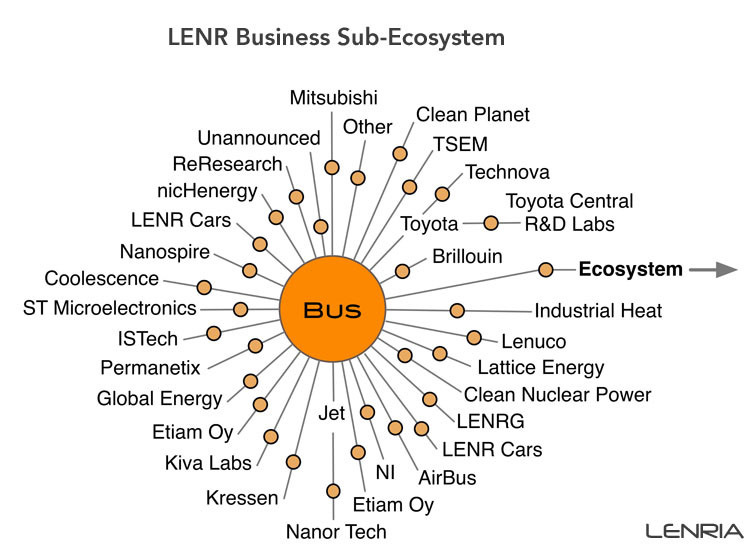 LENR Business Sub-Ecosystem
Mitsubishi
Other
Clean Planet
Unannounced
TSEM
ReResearch
Technova
nicHenergy
Toyota Central
R&D Labs
LENR Cars
Toyota
Nanospire
Brillouin
Coolescence
Ecosystem
ST Microelectronics
Bus
Industrial Heat
ISTech
Lenuco
Permanetix
Lattice Energy
Global Energy
Clean Nuclear Power
Jet
LENRG
Etiam Oy
LENR Cars
Kiva Labs
NI
AirBus
Kressen
Etiam Oy
Nanor Tech
LENRIA